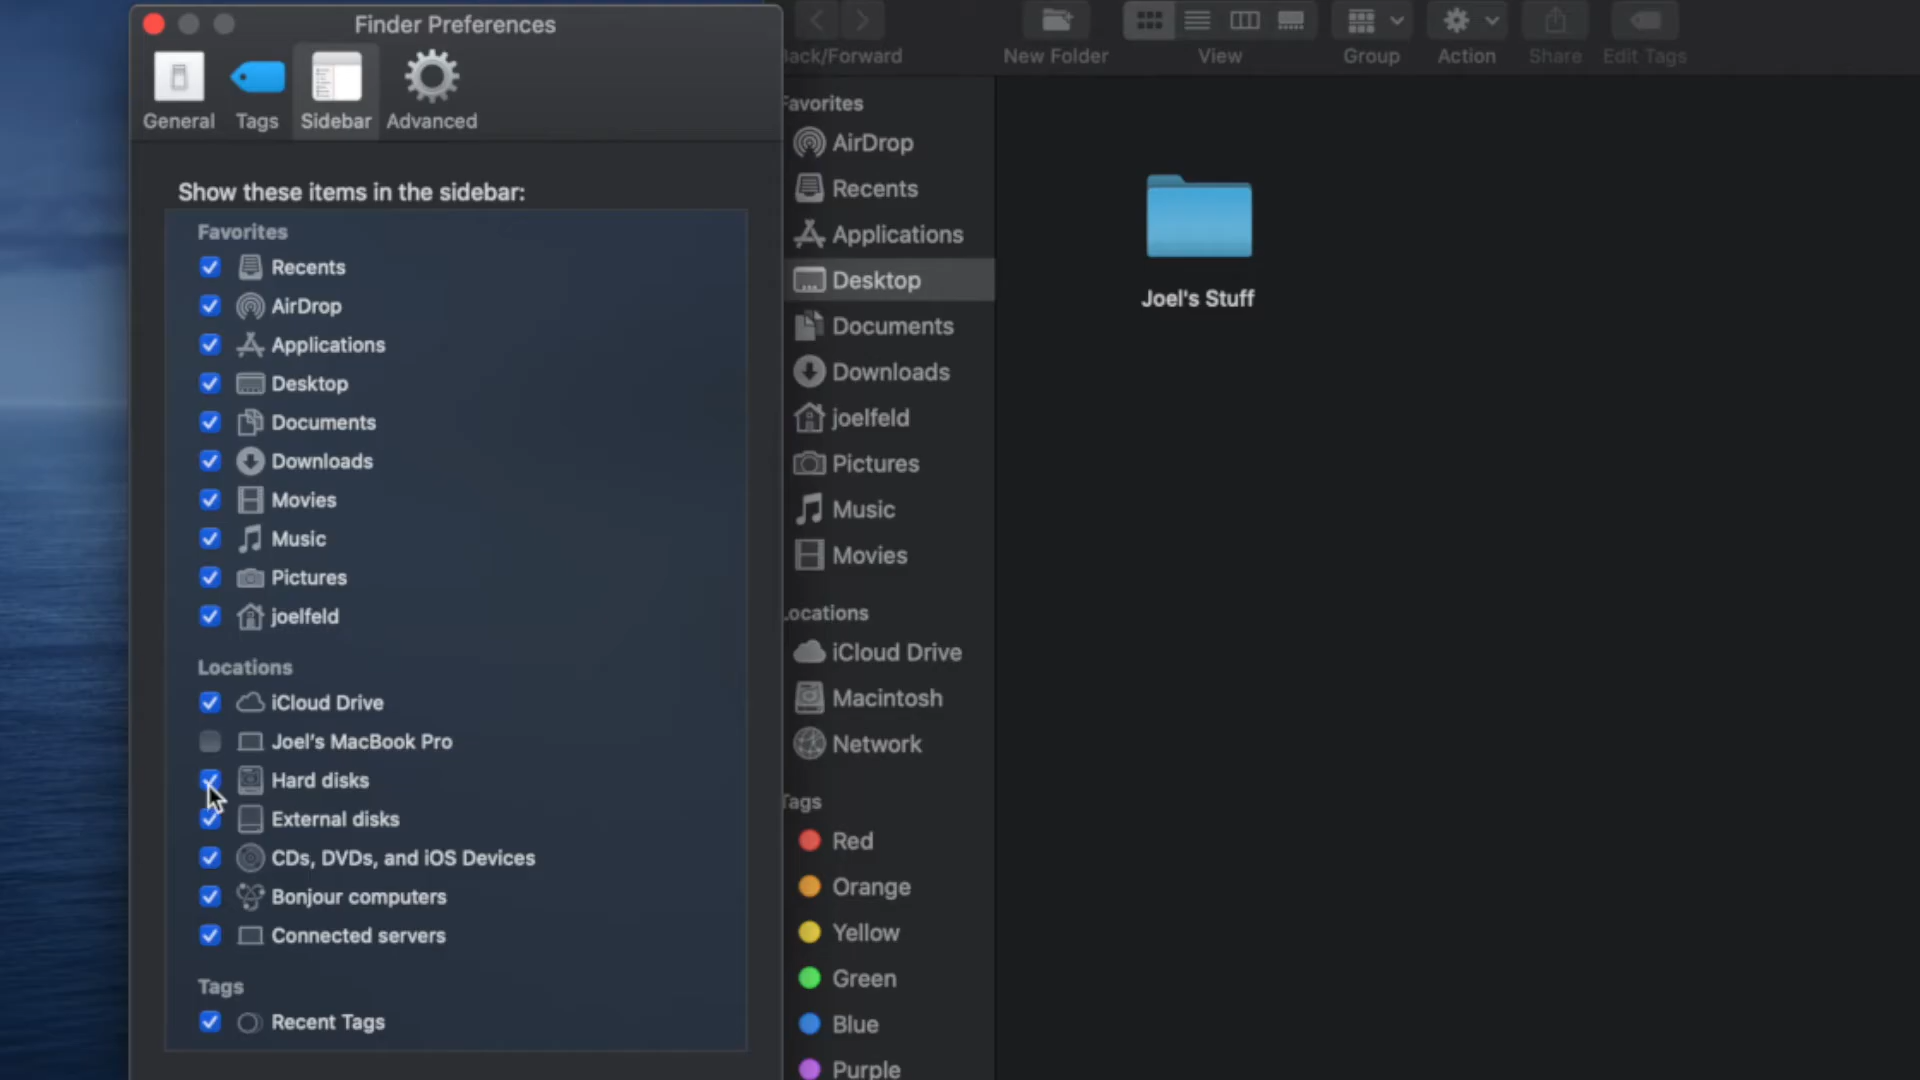 Finder Preferences
General
Tags
Sidebar
Advanced
Show these items in the sidebar:
Favorites
Recents
AirDrop
Applications
Desktop
Documents
Downloads
Movies
Music
Pictures
joelfeld
Locations
iCloud Drive
Joel's MacBook Pro
Hard disks
External disks
CDs, DVDs, and iOS Devices
Bonjour computers
Connected servers
Tags
Recent Tags
Back/Forward
New Folder
View
Group
Action
Share
Edit Tags
Favorites
AirDrop
Recents
Applications
Desktop
Documents
Downloads
joelfeld
Pictures
Music
Movies
Locations
iCloud Drive
Macintosh
Network
Tags
Red
Orange
Yellow
Green
Blue
Purple
Joel's Stuff